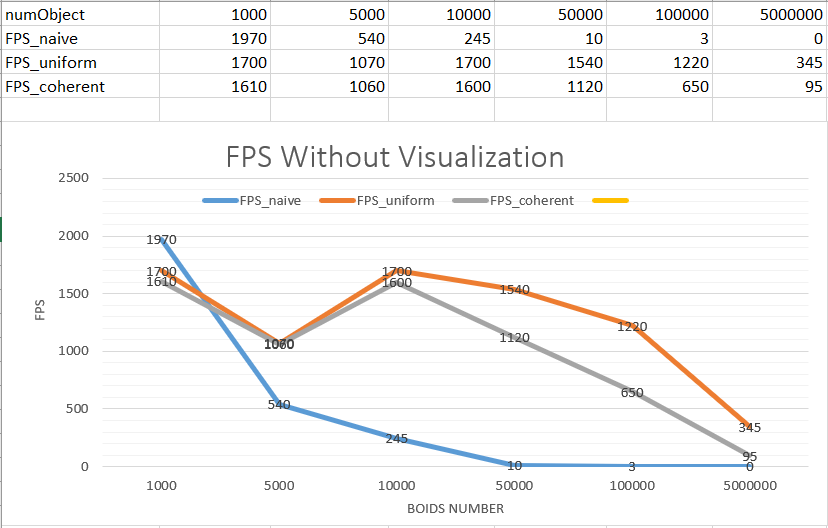 numObject 1000 5000 10000 50000 100000 5000000
FPS_naive 1970 540 245 10 3 0
FPS_uniform 1700 1070 1700 1540 1220 345
FPS_coherent 1610 1060 1600 1120 650 95
FPS Without Visualization
FPS_naive FPS_uniform FPS_coherent
2500
2000
1500
1000
500
0
FPS
1970
1700
1610
540
1070
1060
245
1700
1600
10
1540
1120
3
1220
650
0
345
95
1000 5000 10000 50000 100000 5000000
BOIDS NUMBER